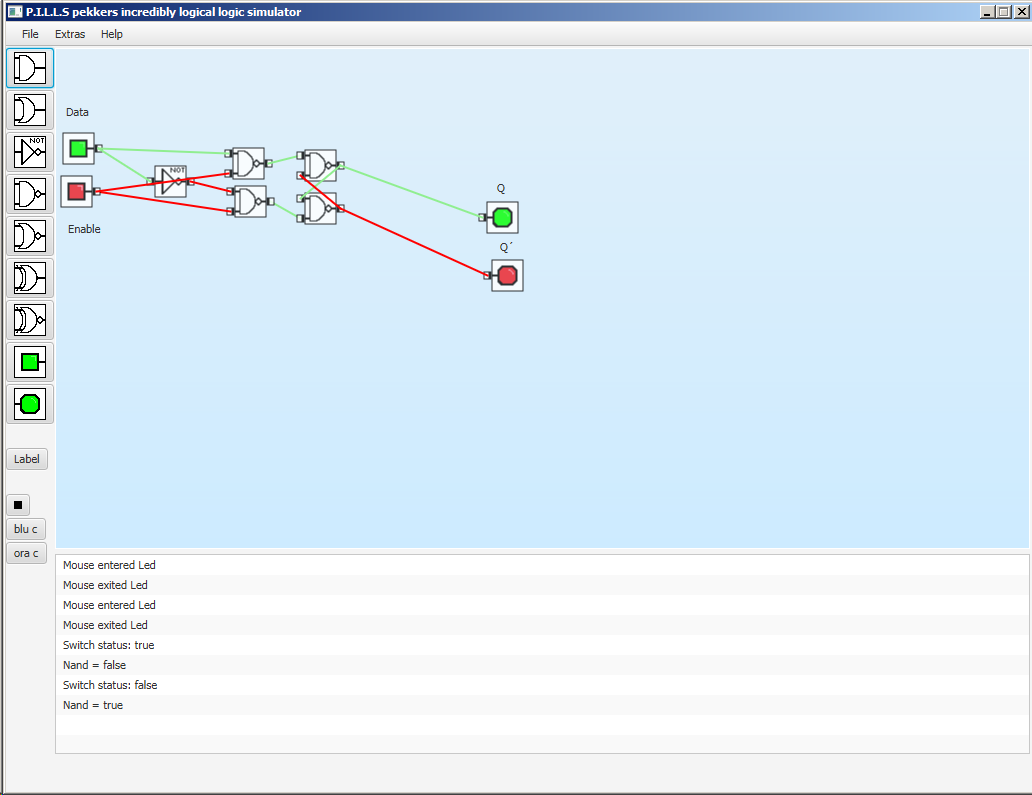 P.I.L.L.S pekkers incredibly logical logic simulator
File Extras Help
NOT
Data
NOT
Enable
Q
Q´
Label
blu c
ora c
Mouse entered Led
Mouse exited Led
Mouse entered Led
Mouse exited Led
Switch status: true
Nand = false
Switch status: false
Nand = true